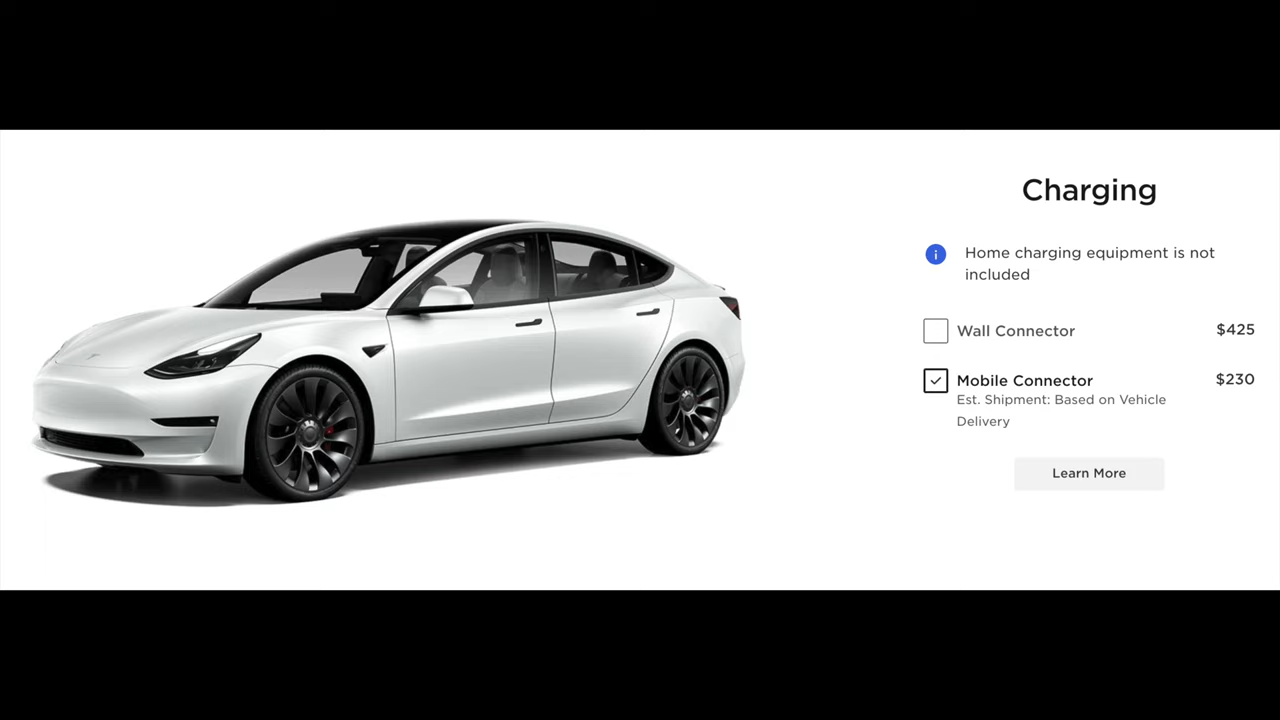 Charging
Home charging equipment is not
included
Wall Connector $425
Mobile Connector $230
Est. Shipment: Based on Vehicle
Delivery
Learn More